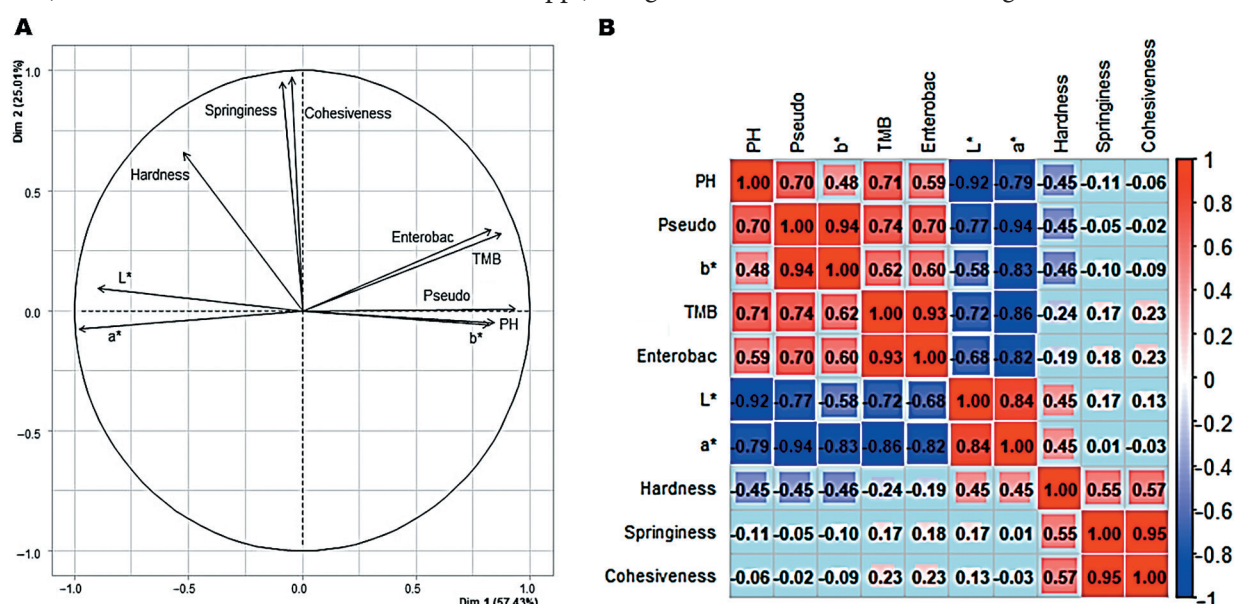 A
Dim 2 (25.01%)
1.0
0.5
0.0
−0.5
−1.0
Springiness
Cohesiveness
Hardness
Enterobac
TMB
L*
Pseudo
a*
PH
b*
−1.0
−0.5
0.0
0.5
1.0
Dim 1 (57.43%)
B
PH Pseudo b* TMB Enterobac L* a* Hardness Springiness Cohesiveness
PH 1.00 0.70 0.48 0.71 0.59 -0.92 -0.79 -0.45 -0.11 -0.06
Pseudo 0.70 1.00 0.94 0.74 0.70 -0.77 -0.94 -0.45 -0.05 -0.02
b* 0.48 0.94 1.00 0.62 0.60 -0.58 -0.83 -0.46 -0.10 -0.09
TMB 0.71 0.74 0.62 1.00 0.93 -0.72 -0.86 -0.24 0.17 0.23
Enterobac 0.59 0.70 0.60 0.93 1.00 -0.68 -0.82 -0.19 0.18 0.23
L* -0.92 -0.77 -0.58 -0.72 -0.68 1.00 0.84 0.45 0.17 0.13
a* -0.79 -0.94 -0.83 -0.86 -0.82 0.84 1.00 0.45 0.01 -0.03
Hardness -0.45 -0.45 -0.46 -0.24 -0.19 0.45 0.45 1.00 0.55 0.57
Springiness -0.11 -0.05 -0.10 0.17 0.18 0.17 0.01 0.55 1.00 0.95
Cohesiveness -0.06 -0.02 -0.09 0.23 0.23 0.13 -0.03 0.57 0.95 1.00
1
0.8
0.6
0.4
0.2
0
-0.2
-0.4
-0.6
-0.8
-1